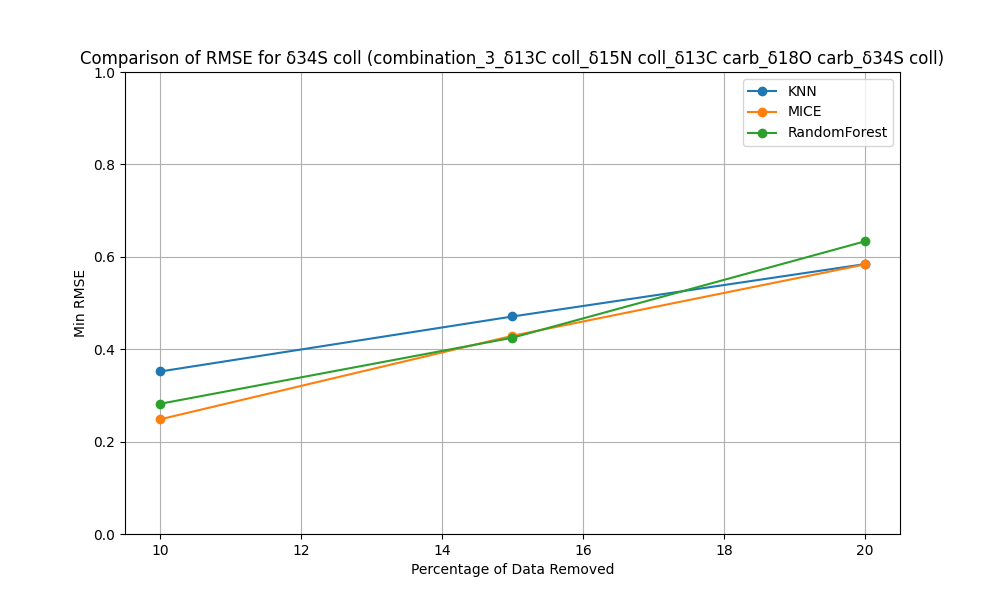 Comparison of RMSE for δ34S coll (combination_3_δ13C coll_δ15N coll_δ13C carb_δ18O carb_δ34S coll)
KNN
MICE
RandomForest
1.0
0.8
0.6
0.4
0.2
0.0
Min RMSE
10 12 14 16 18 20
Percentage of Data Removed